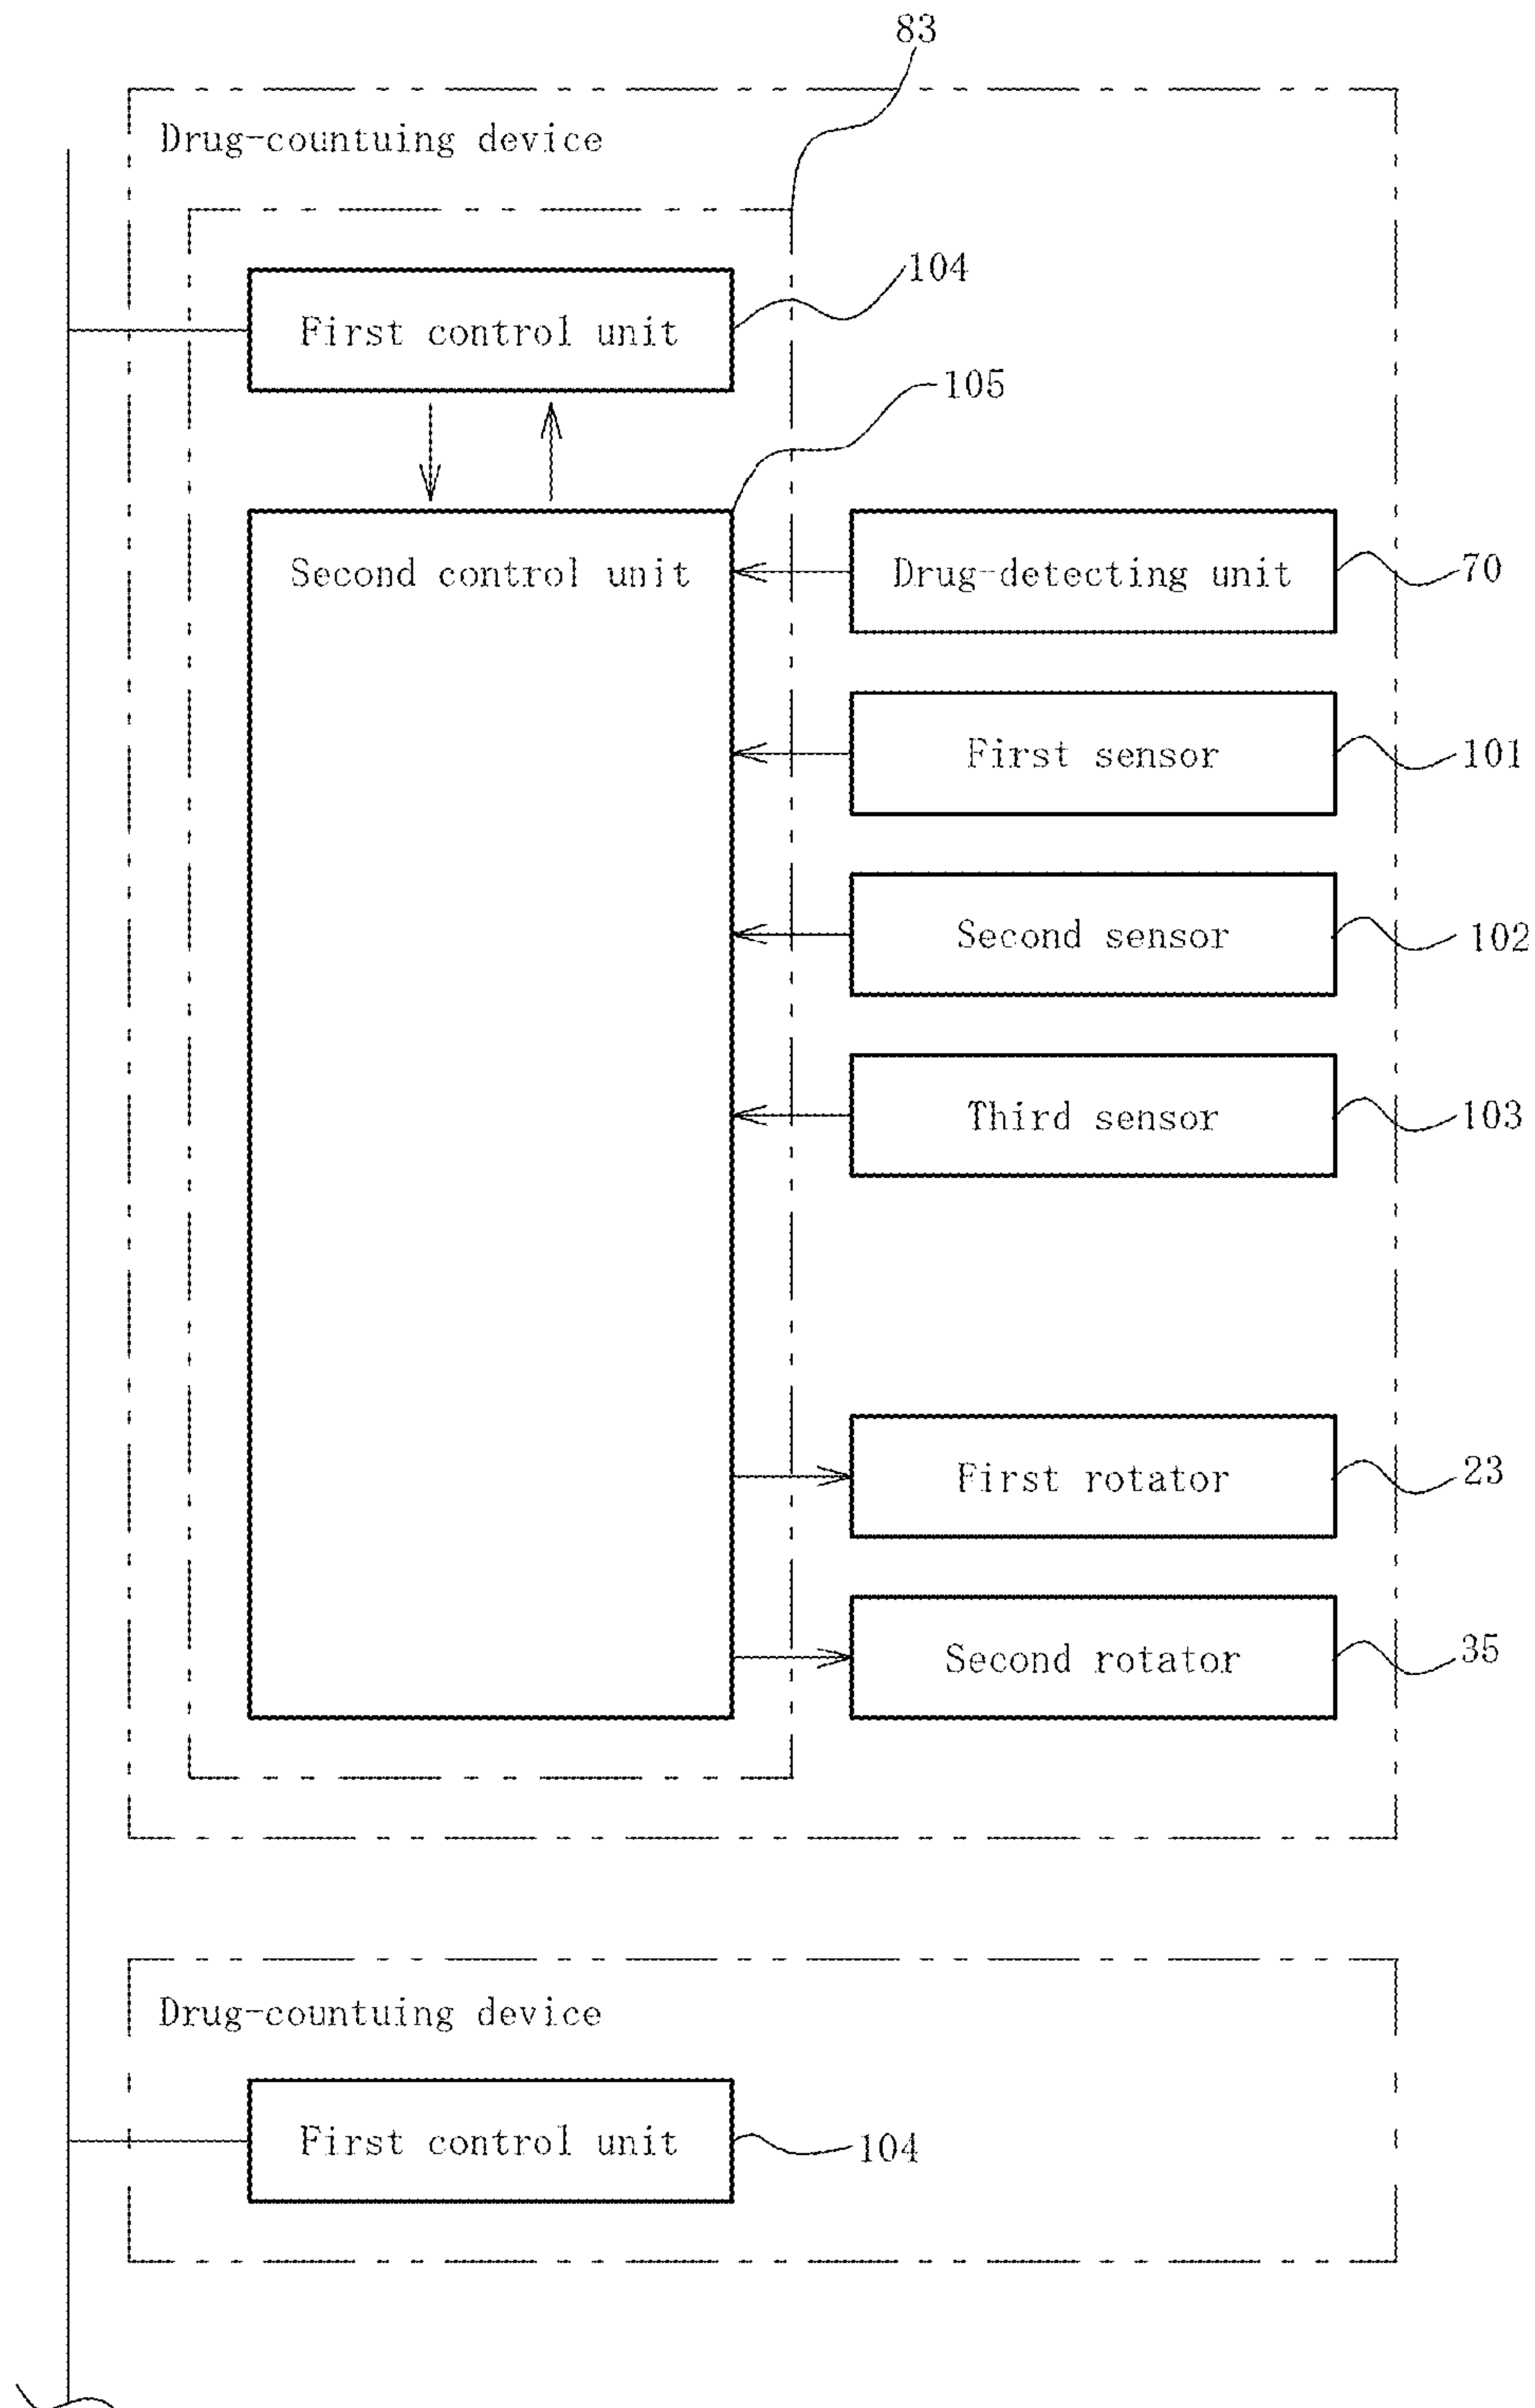 83
Drug-countuing device
First control unit
104
105
Second control unit
Drug-detecting unit
70
First sensor
101
Second sensor
102
Third sensor
103
First rotator
23
Second rotator
35
Drug-countuing device
First control unit
104